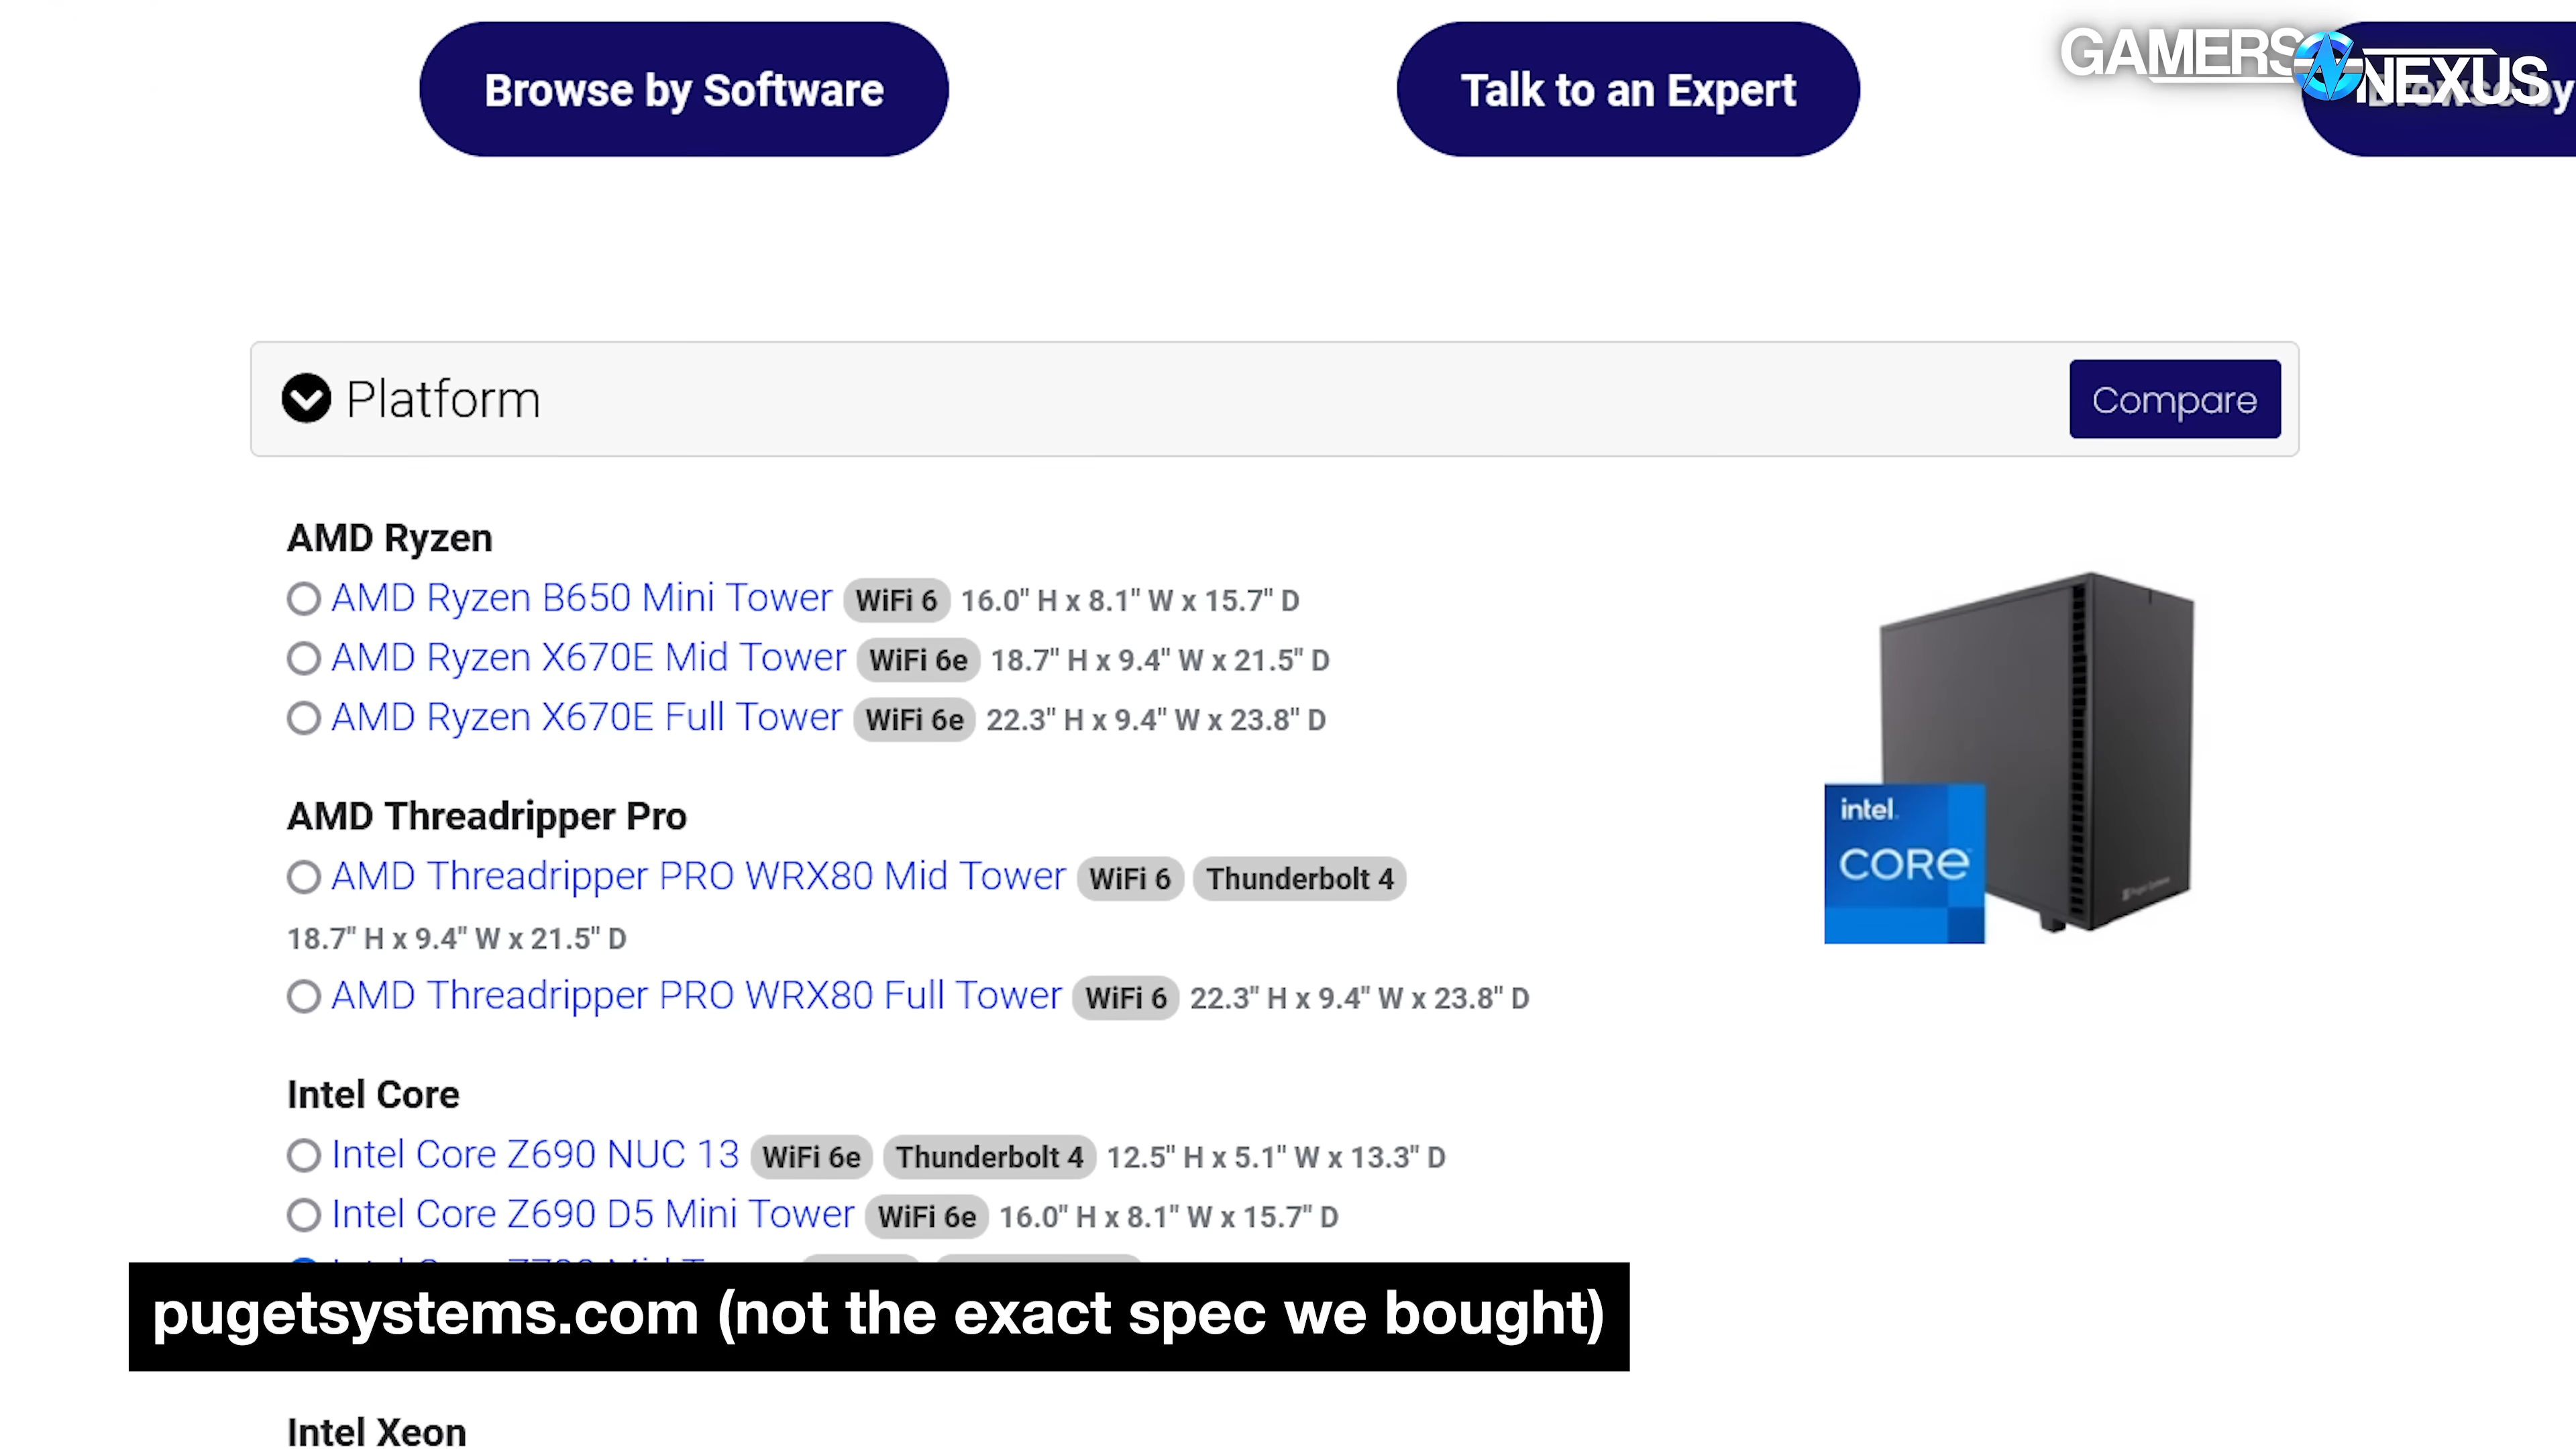 Browse by Software
Talk to an Expert
GAMERS NEXUS
Platform
Compare
AMD Ryzen
AMD Ryzen B650 Mini Tower WiFi 6 16.0" H x 8.1" W x 15.7" D
AMD Ryzen X670E Mid Tower WiFi 6e 18.7" H x 9.4" W x 21.5" D
AMD Ryzen X670E Full Tower WiFi 6e 22.3" H x 9.4" W x 23.8" D
AMD Threadripper Pro
AMD Threadripper PRO WRX80 Mid Tower WiFi 6 Thunderbolt 4
18.7" H x 9.4" W x 21.5" D
AMD Threadripper PRO WRX80 Full Tower WiFi 6 22.3" H x 9.4" W x 23.8" D
intel
CORE
Intel Core
Intel Core Z690 NUC 13 WiFi 6e Thunderbolt 4 12.5" H x 5.1" W x 13.3" D
Intel Core Z690 D5 Mini Tower WiFi 6e 16.0" H x 8.1" W x 15.7" D
pugetsystems.com (not the exact spec we bought)
Intel Xeon